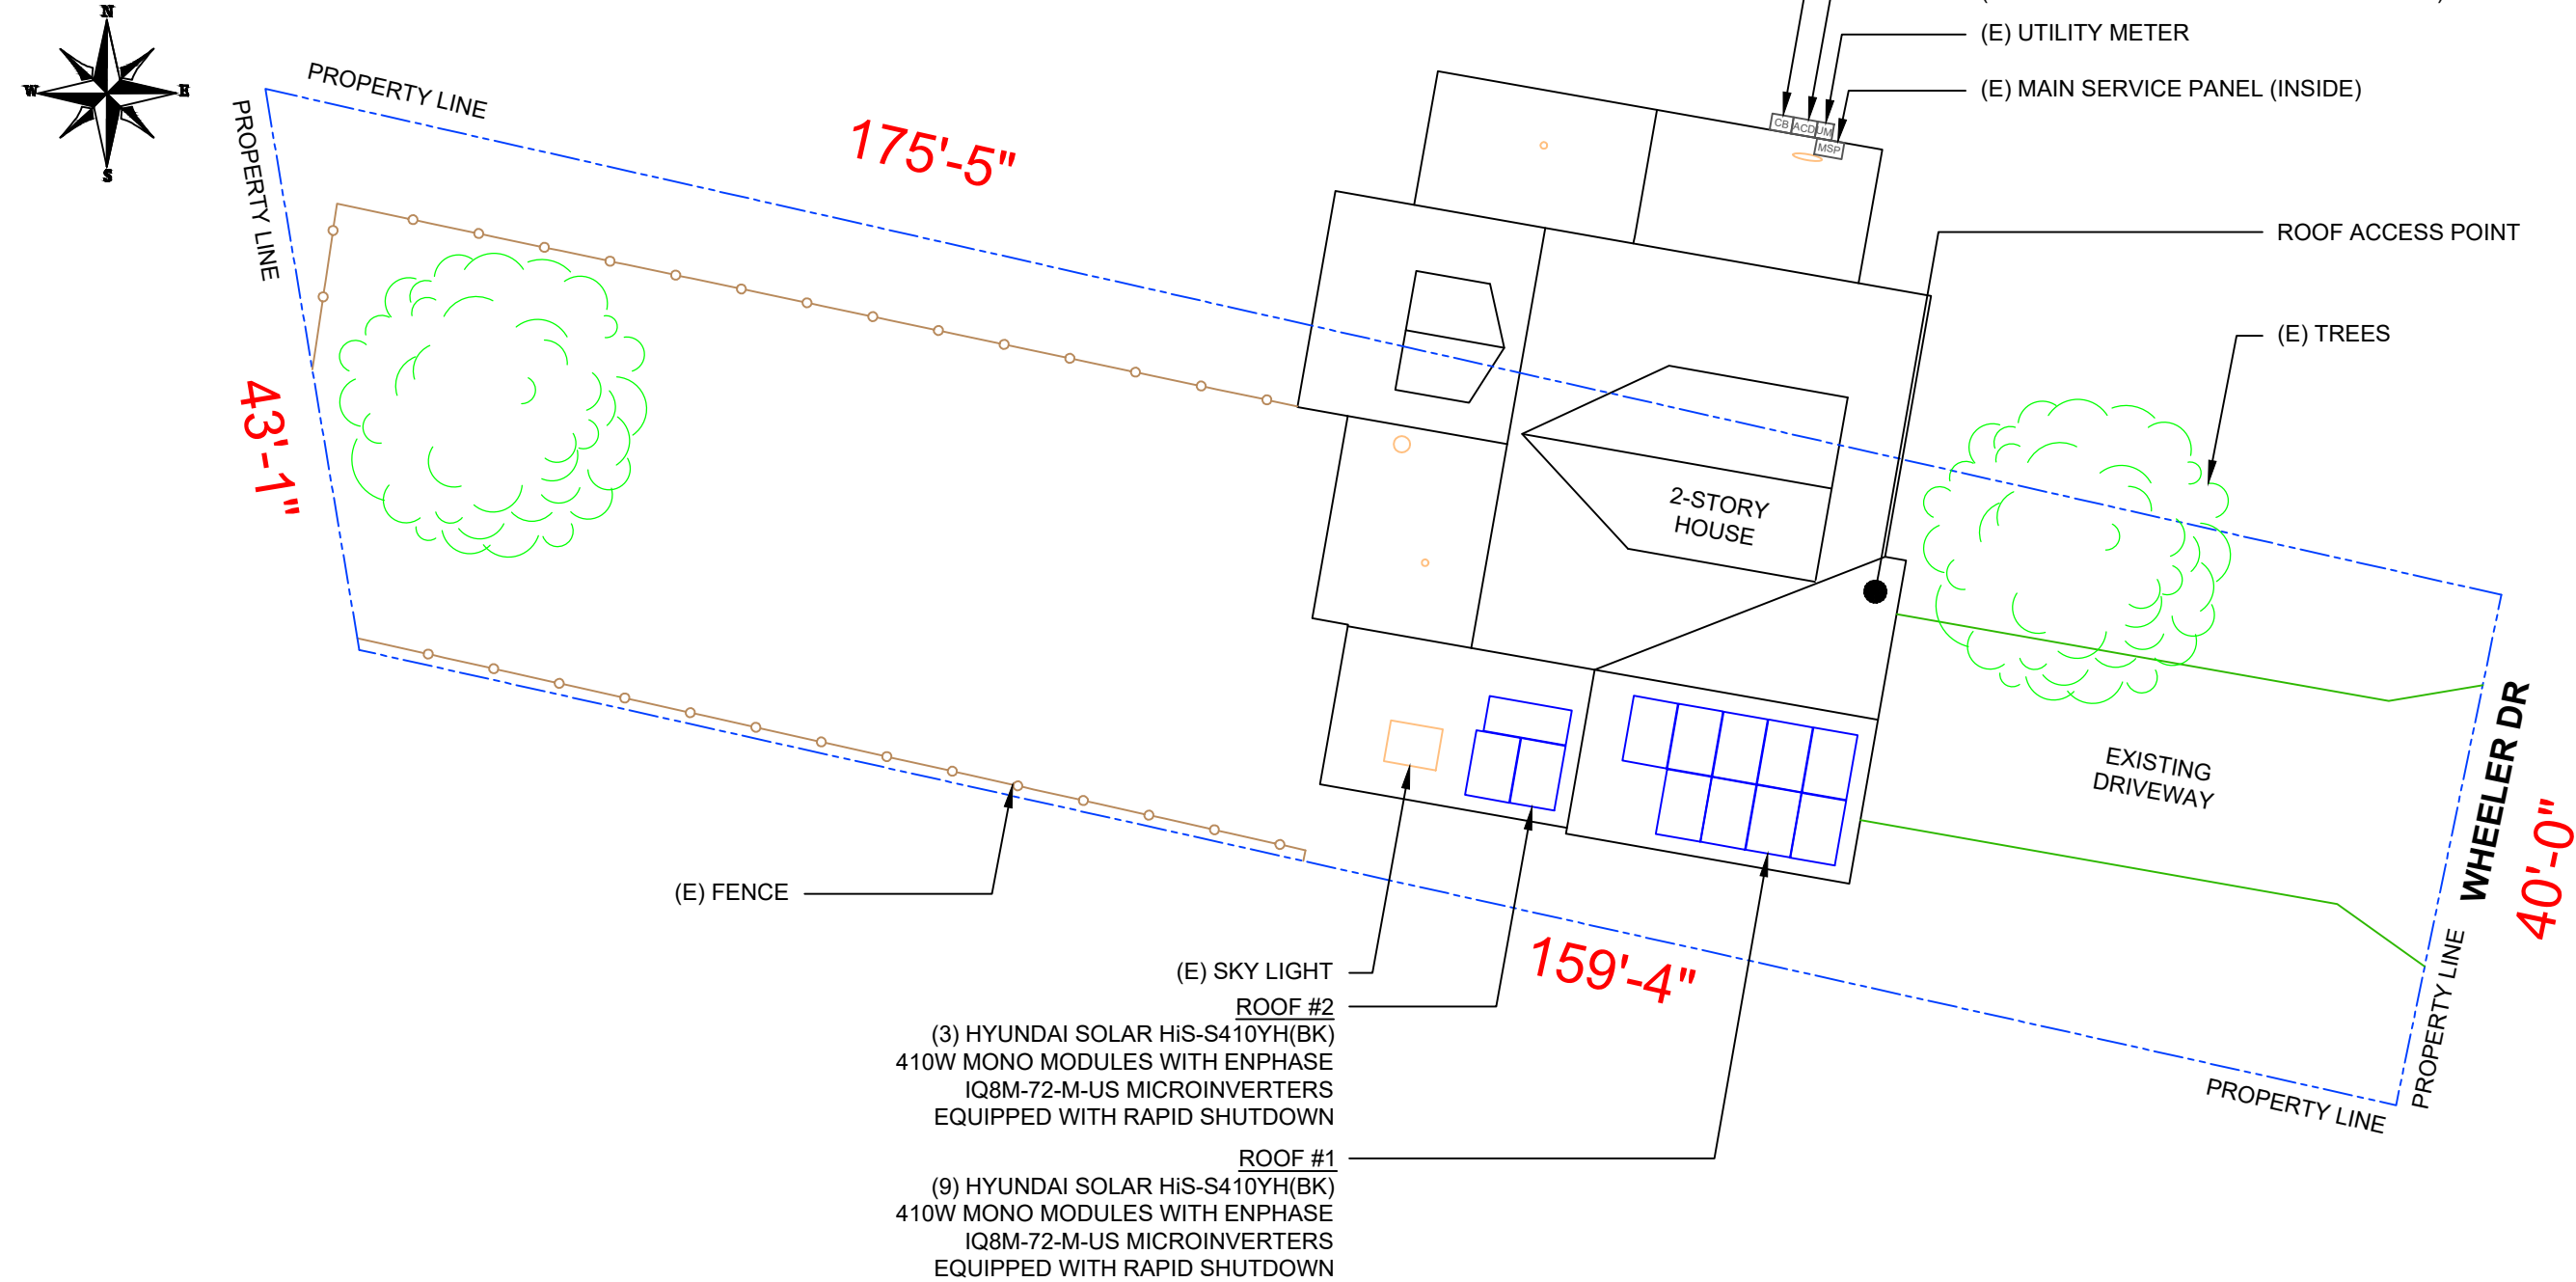 N
W
E
S
(E) UTILITY METER
(E) MAIN SERVICE PANEL (INSIDE)
CB
ACD
UM
MSP
PROPERTY LINE
PROPERTY LINE
175'-5"
ROOF ACCESS POINT
(E) TREES
43'-1"
2-STORY
HOUSE
EXISTING
DRIVEWAY
WHEELER DR
40'-0"
PROPERTY LINE
PROPERTY LINE
(E) FENCE
159'-4"
(E) SKY LIGHT
ROOF #2
(3) HYUNDAI SOLAR HiS-S410YH(BK)
410W MONO MODULES WITH ENPHASE
IQ8M-72-M-US MICROINVERTERS
EQUIPPED WITH RAPID SHUTDOWN
ROOF #1
(9) HYUNDAI SOLAR HiS-S410YH(BK)
410W MONO MODULES WITH ENPHASE
IQ8M-72-M-US MICROINVERTERS
EQUIPPED WITH RAPID SHUTDOWN